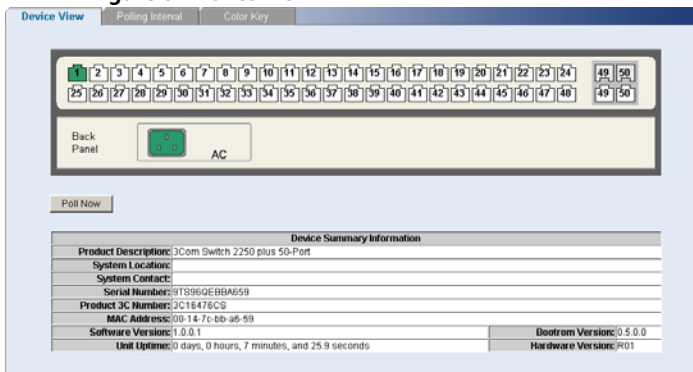 Device View Polling Interval Color Key
1 2 3 4 5 6 7 8 9 10 11 12 13 14 15 16 17 18 19 20 21 22 23 24 49 50
25 26 27 28 29 30 31 32 33 34 35 36 37 38 39 40 41 42 43 44 45 46 47 48 49 50
Back
Panel
AC
Poll Now
Device Summary Information
Product Description: 3Com Switch 2250 plus 50-Port
System Location:
System Contact:
Serial Number: 9TS96QEBBA659
Product 3C Number: 3C16476CS
MAC Address: 00-14-7c-bb-a6-59
Software Version: 1.0.0.1 Bootrom Version: 0.5.0.0
Unit Uptime: 0 days, 0 hours, 7 minutes, and 25.9 seconds Hardware Version: R01